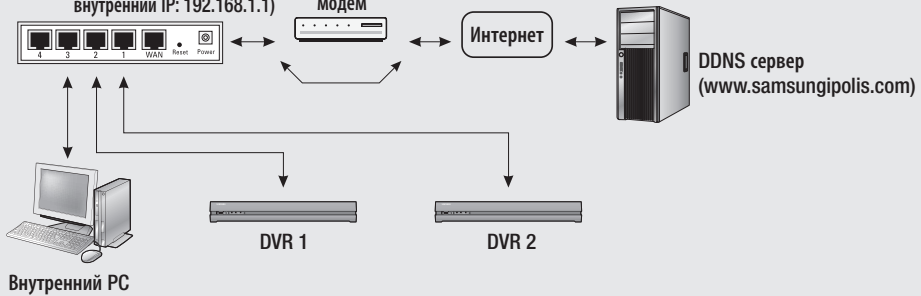 внутренний IP: 192.168.1.1)
модем
4 3 2 1 WAN Reset Power
Интернет
DDNS сервер
(www.samsungipolis.com)
DVR 1
DVR 2
Внутренний PC